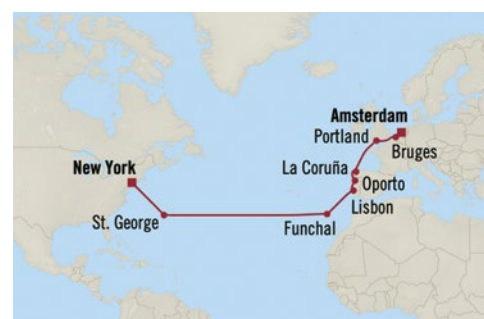 Amsterdam
Portland
Bruges
La Coruña
New York
Oporto
Lisbon
St. George
Funchal